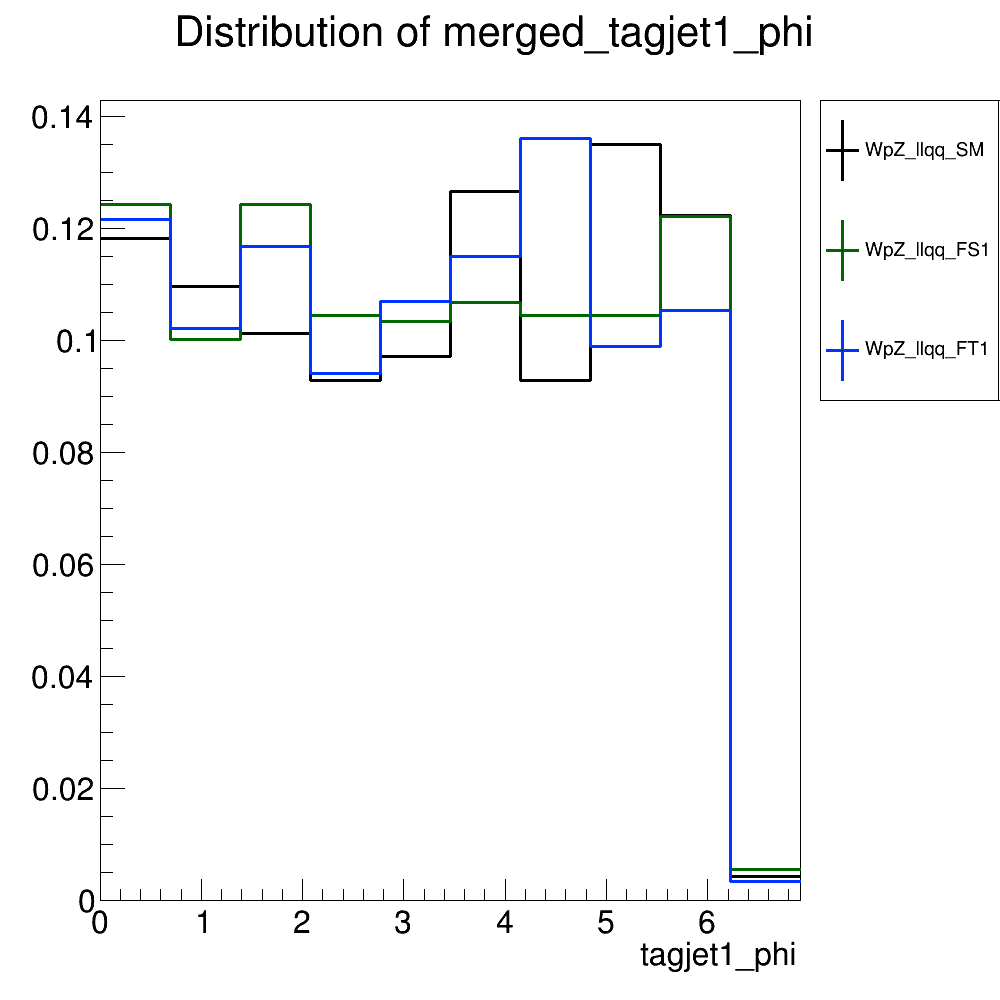 Distribution of merged_tagjet1_phi
0.14
0.12
0.1
0.08
0.06
0.04
0.02
0
0 1 2 3 4 5 6
tagjet1_phi
WpZ_llqq_SM
WpZ_llqq_FS1
WpZ_llqq_FT1